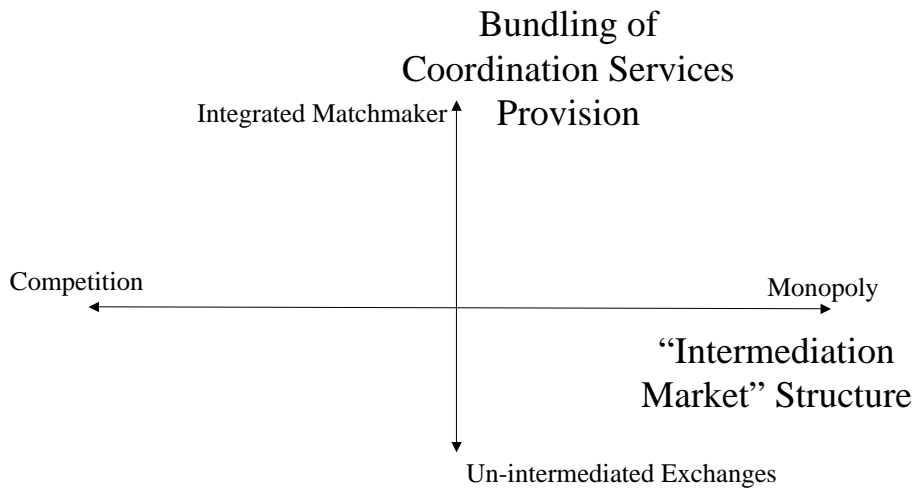 Bundling of
Coordination Services
Provision
Integrated Matchmaker
Competition
Monopoly
“Intermediation
Market” Structure
Un-intermediated Exchanges